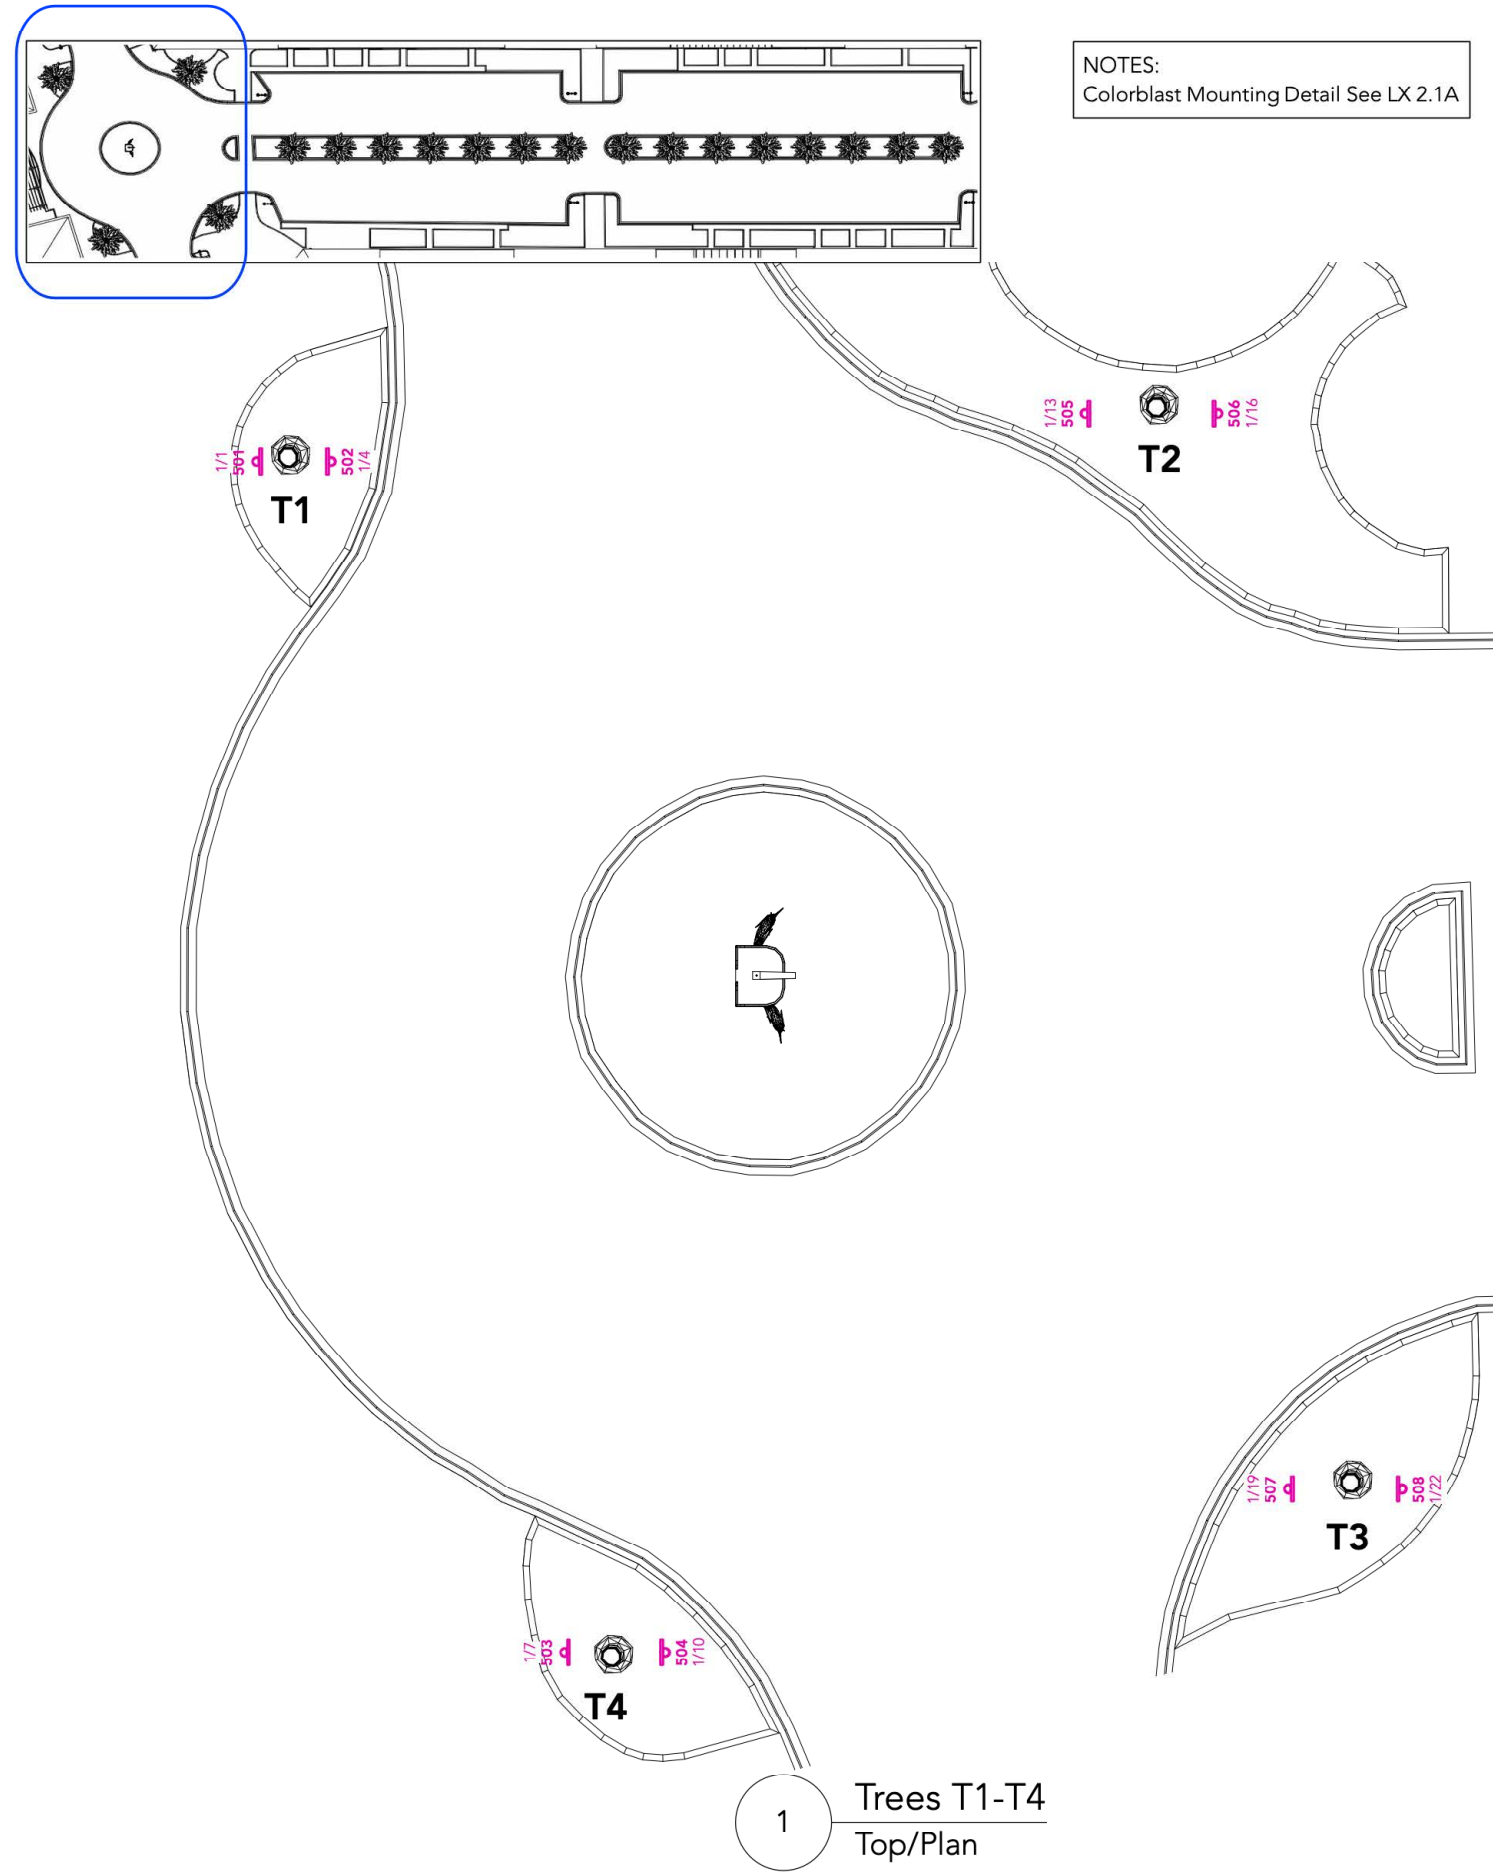 NOTES:
Colorblast Mounting Detail See LX 2.1A
1/13
505
506
1/16
T2
1/1
501
502
1/4
T1
1/19
507
508
1/22
T3
1/7
503
504
1/10
T4
1
Trees T1-T4
Top/Plan